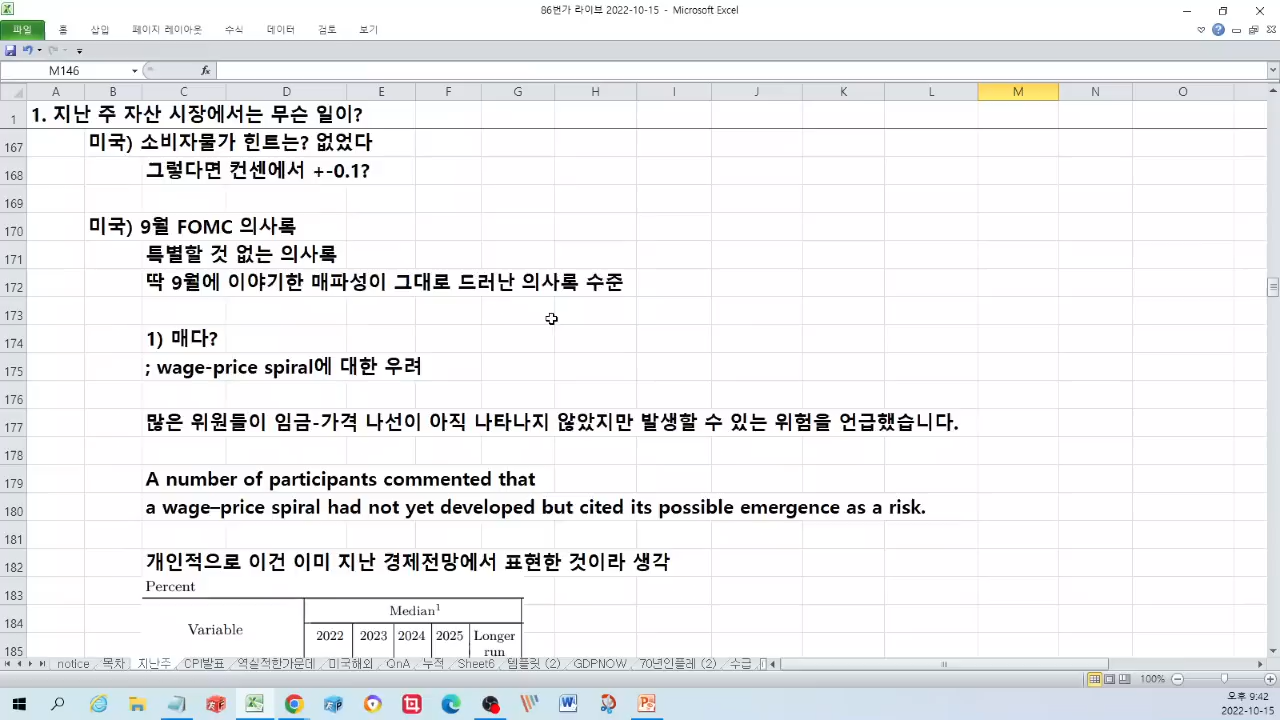 86번가 라이브 2022-10-15 - Microsoft Excel
파일 홈 삽입 페이지 레이아웃 수식 데이터 검토 보기
M146 fx
A B C D E F G H I J K L M N O
1 1. 지난 주 자산 시장에서는 무슨 일이?
167 미국) 소비자물가 힌트는? 없었다
168 그렇다면 컨센에서 +-0.1?
169
170 미국) 9월 FOMC 의사록
171 특별할 것 없는 의사록
172 딱 9월에 이야기한 매파성이 그대로 드러난 의사록 수준
173
174 1) 매다?
175 ; wage-price spiral에 대한 우려
176
177 많은 위원들이 임금-가격 나선이 아직 나타나지 않았지만 발생할 수 있는 위험을 언급했습니다.
178
179 A number of participants commented that
180 a wage–price spiral had not yet developed but cited its possible emergence as a risk.
181
182 개인적으로 이건 이미 지난 경제전망에서 표현한 것이라 생각
183 Percent
184 Variable Median1
185 2022 2023 2024 2025 Longer run
notice 목차 지난주 CPI발표 역실적한가운데 미국해외 QnA 누적 Sheet6 템플릿 (2) GDPNOW 70년인플레 (2) 수급
100%
오후 9:42
2022-10-15